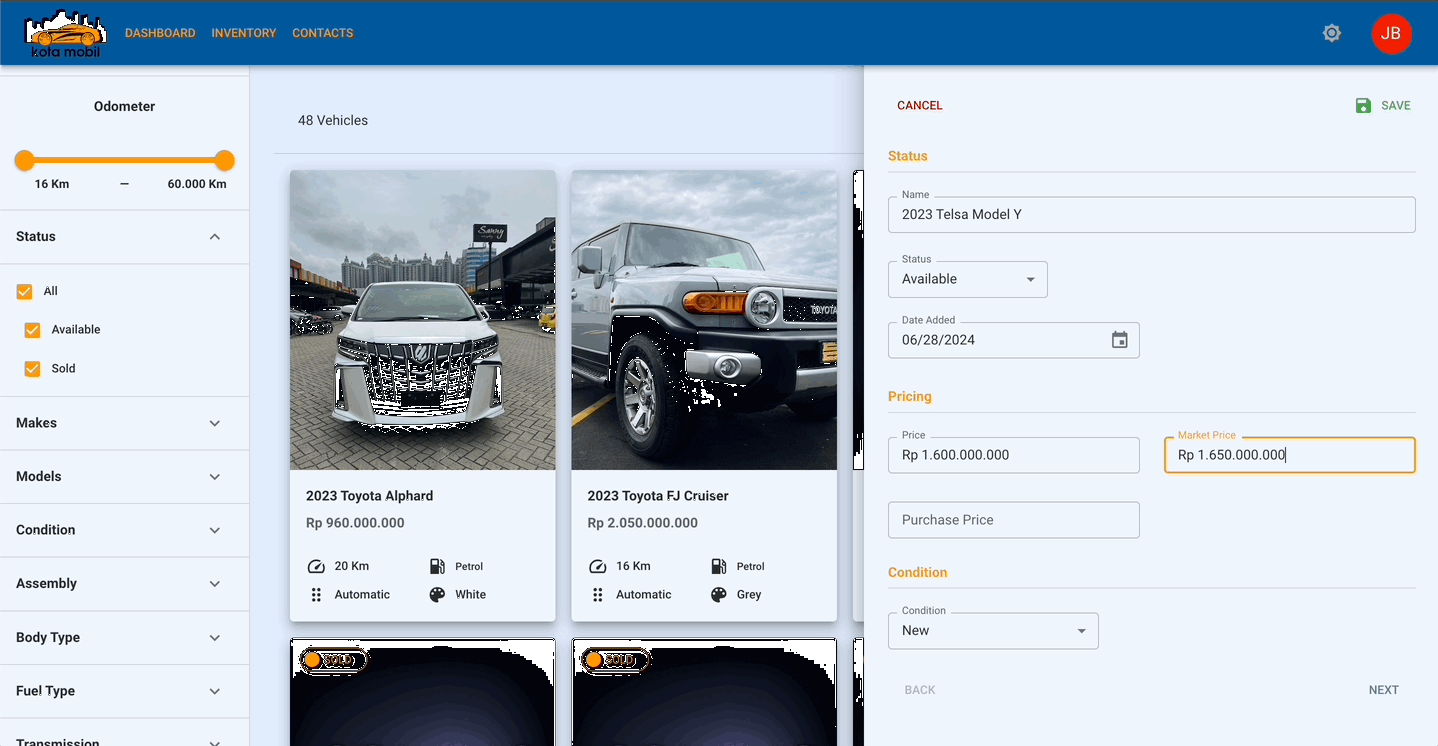 kota mobil
DASHBOARD INVENTORY CONTACTS
JB
Odometer
16 Km – 60.000 Km
Status
All
Available
Sold
Makes
Models
Condition
Assembly
Body Type
Fuel Type
Transmission
48 Vehicles
Sanny
TOYOTA
2023 Toyota Alphard
Rp 960.000.000
20 Km Petrol
Automatic White
2023 Toyota FJ Cruiser
Rp 2.050.000.000
16 Km Petrol
Automatic Grey
SOLD
SOLD
CANCEL SAVE
Status
Name
2023 Telsa Model Y
Status
Available
Date Added
06/28/2024
Pricing
Price
Rp 1.600.000.000
Market Price
Rp 1.650.000.000
Purchase Price
Condition
Condition
New
BACK NEXT